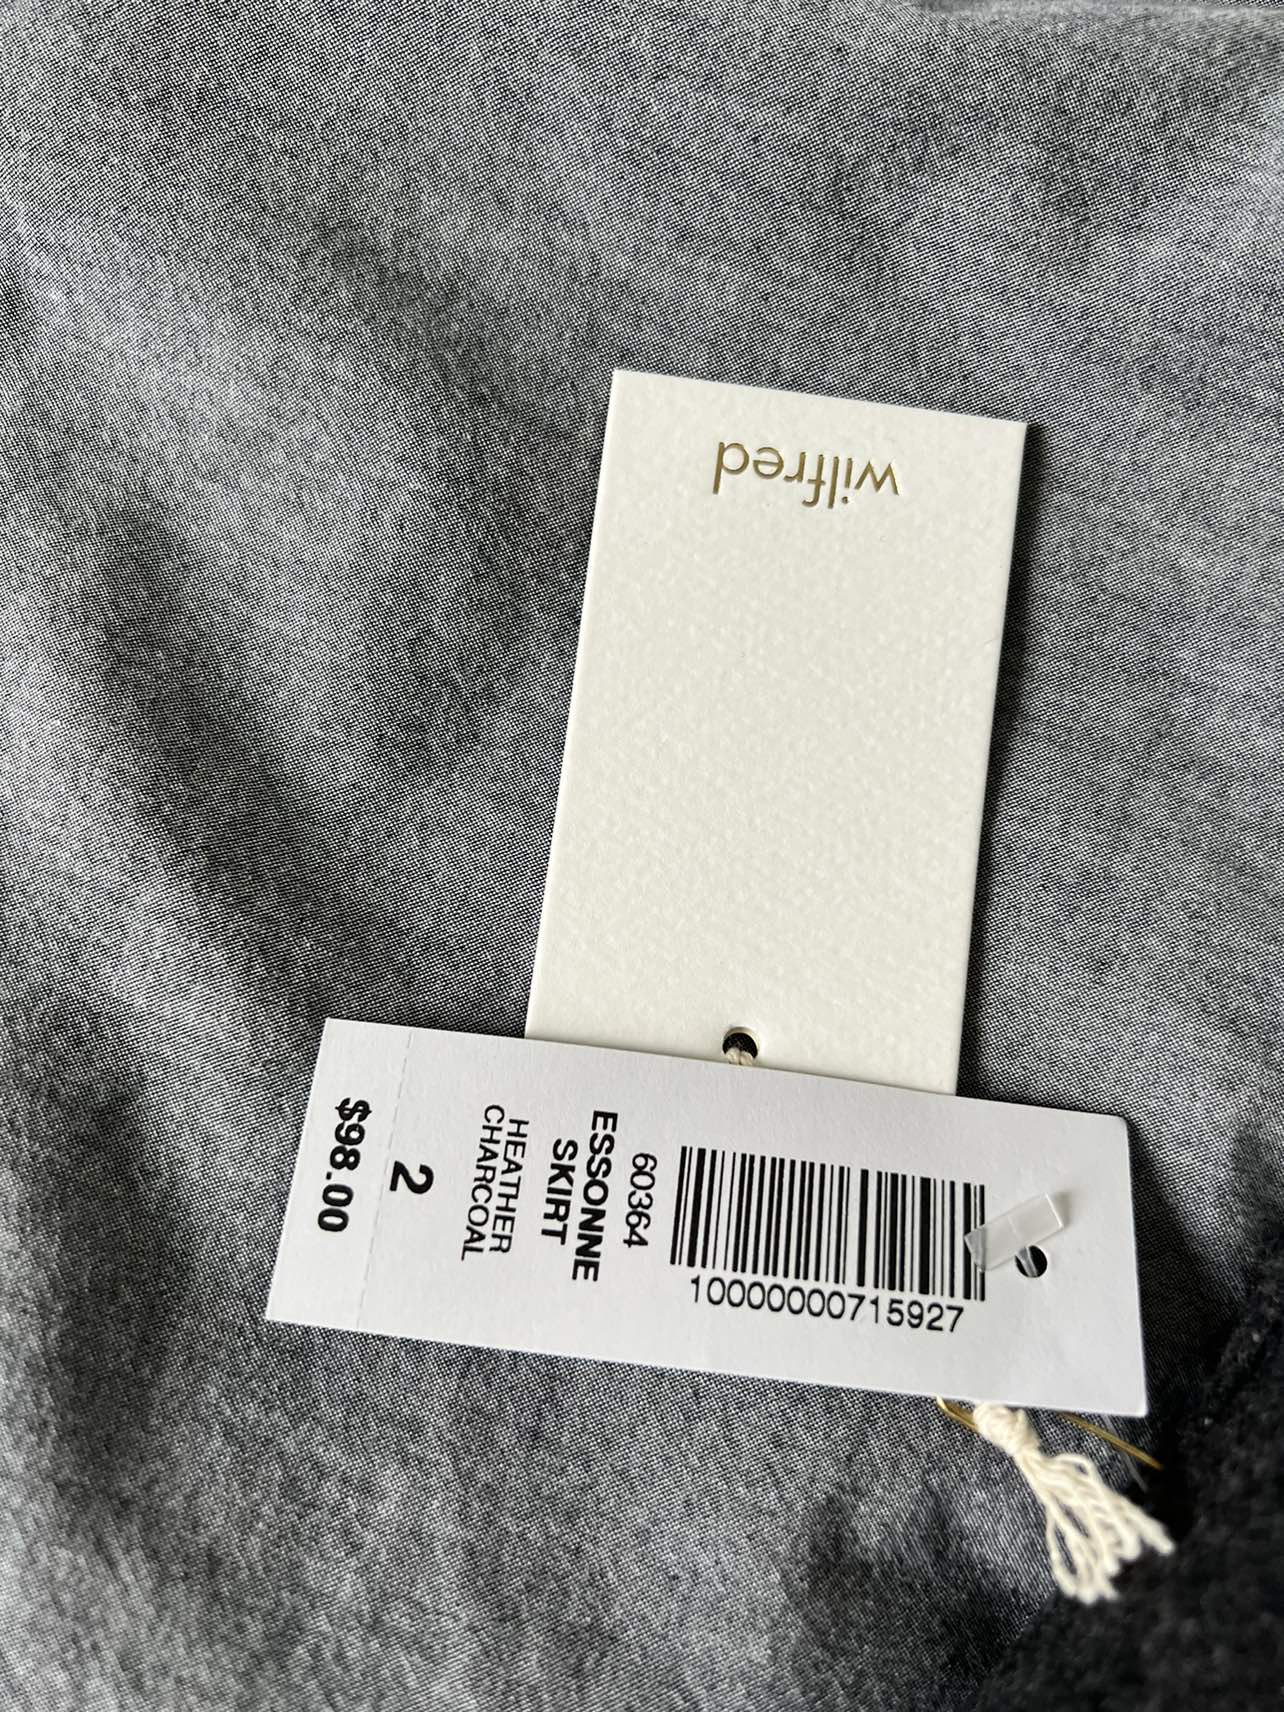 wilfred
10000000715927
60364
ESSONNE
SKIRT
HEATHER
CHARCOAL
2
$98.00